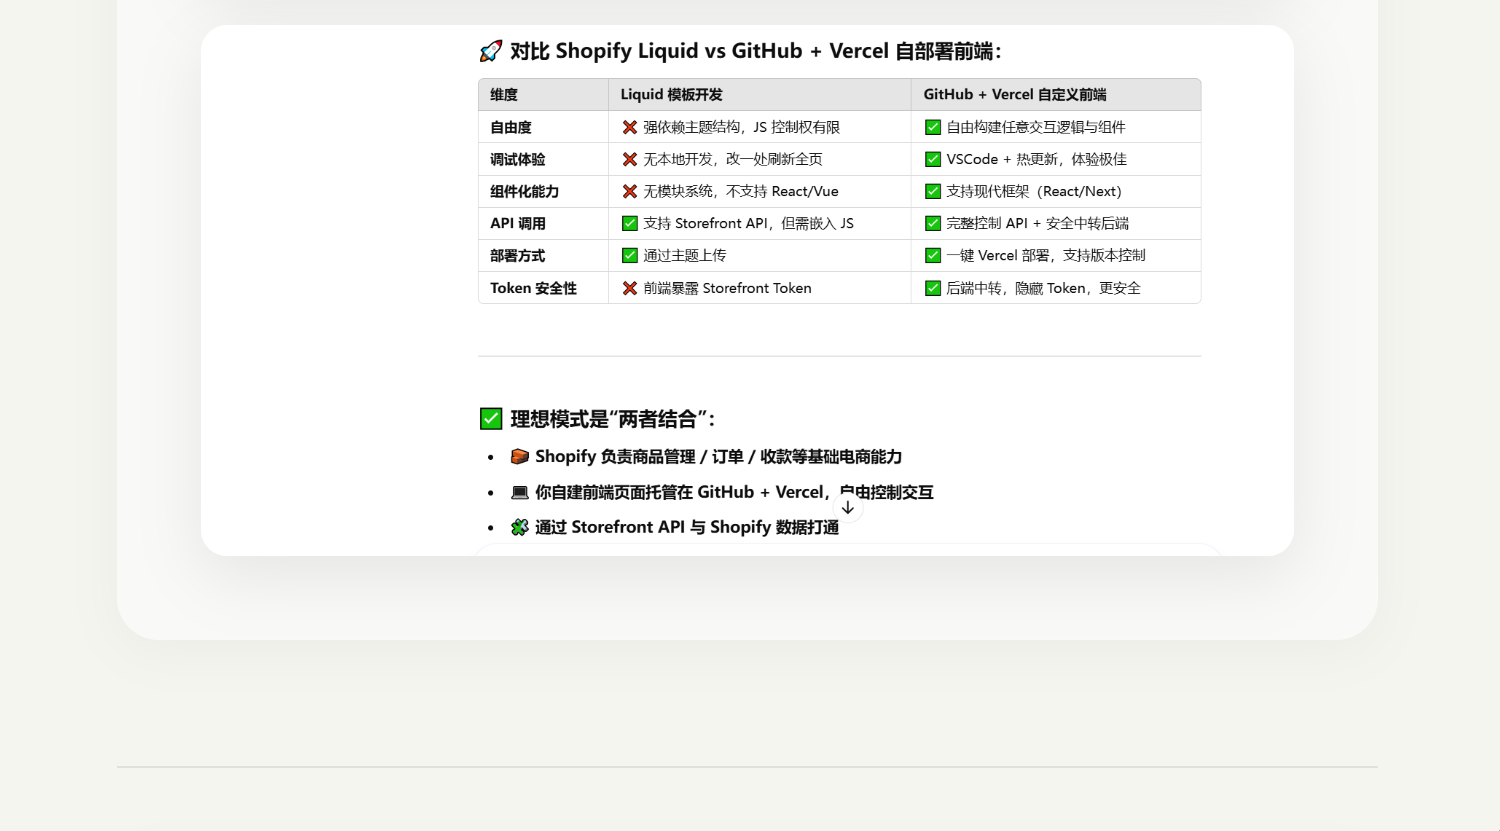 🚀 对比 Shopify Liquid vs GitHub + Vercel 自部署前端：
维度 Liquid 模板开发 GitHub + Vercel 自定义前端
自由度 ❌ 强依赖主题结构，JS 控制权有限 ✅ 自由构建任意交互逻辑与组件
调试体验 ❌ 无本地开发，改一处刷新全页 ✅ VSCode + 热更新，体验极佳
组件化能力 ❌ 无模块系统，不支持 React/Vue ✅ 支持现代框架（React/Next）
API 调用 ✅ 支持 Storefront API，但需嵌入 JS ✅ 完整控制 API + 安全中转后端
部署方式 ✅ 通过主题上传 ✅ 一键 Vercel 部署，支持版本控制
Token 安全性 ❌ 前端暴露 Storefront Token ✅ 后端中转，隐藏 Token，更安全
✅ 理想模式是“两者结合”：
• 🧱 Shopify 负责商品管理 / 订单 / 收款等基础电商能力
• 💻 你自建前端页面托管在 GitHub + Vercel，自由控制交互
• 🧩 通过 Storefront API 与 Shopify 数据打通